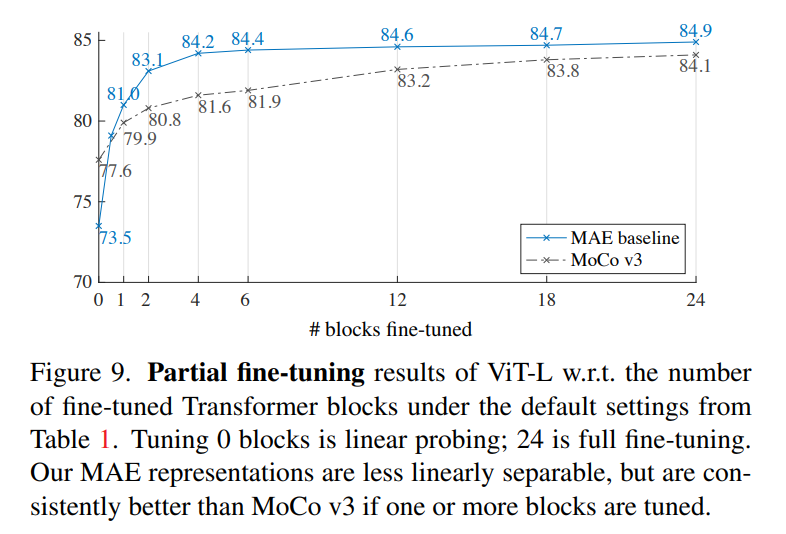 85
80
75
70
84.2 84.4 84.6 84.7 84.9
83.1
81.0
73.5
77.6
79.9
80.8
81.6
81.9
83.2
83.8
84.1
MAE baseline
MoCo v3
0 1 2 4 6 12 18 24
# blocks fine-tuned
Figure 9. Partial fine-tuning results of ViT-L w.r.t. the number
of fine-tuned Transformer blocks under the default settings from
Table 1. Tuning 0 blocks is linear probing; 24 is full fine-tuning.
Our MAE representations are less linearly separable, but are con-
sistently better than MoCo v3 if one or more blocks are tuned.